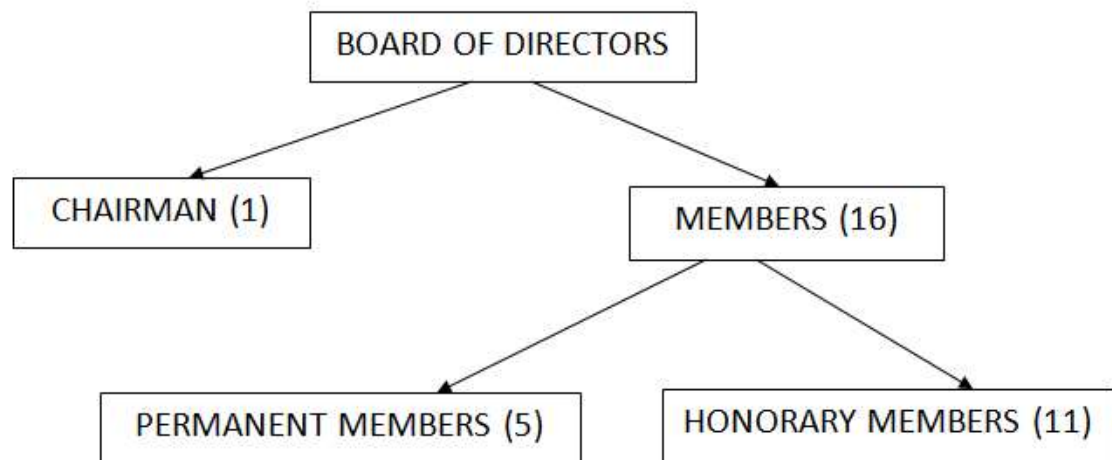 BOARD OF DIRECTORS
CHAIRMAN (1)
MEMBERS (16)
PERMANENT MEMBERS (5)
HONORARY MEMBERS (11)